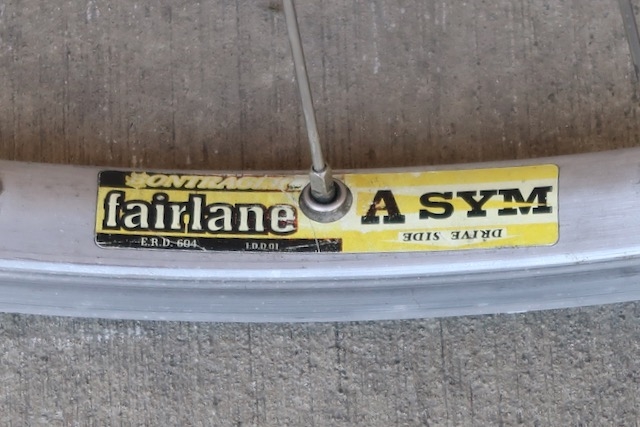 BONTRAGER
fairlane
E.R.D. 604
A SYM
DRIVE SIDE